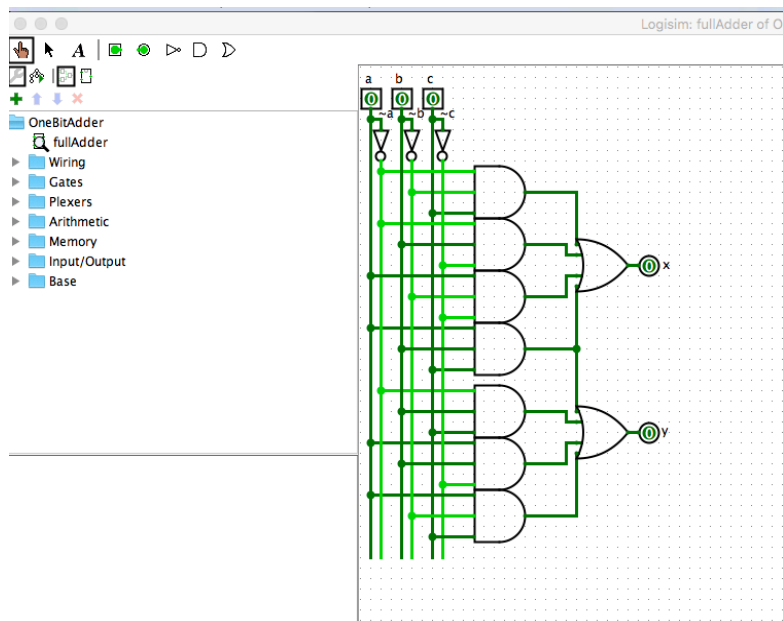 Logisim: fullAdder of O
A
a b c
0 0 0
~a ~b ~c
OneBitAdder
fullAdder
Wiring
Gates
Plexers
Arithmetic
Memory
Input/Output
Base
0 x
0 y